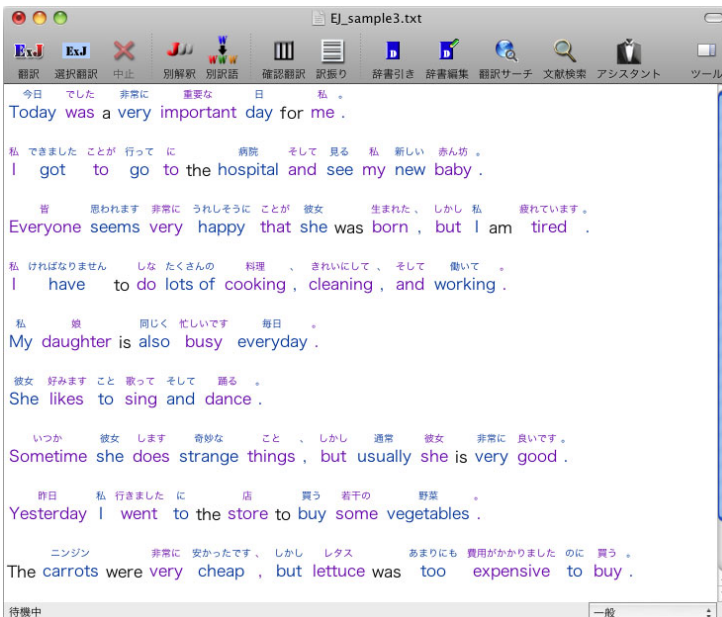 EJ_sample3.txt
ExJ ExJ J W WWW D D
翻訳 選択翻訳 中止 別解釈 別訳語 確認翻訳 訳振り 辞書引き 辞書編集 翻訳サーチ 文献検索 アシスタント ツール
今日 でした 非常に 重要な 日 私 。
Today was a very important day for me .
私 できました ことが 行って に 病院 そして 見る 私 新しい 赤ん坊 。
I got to go to the hospital and see my new baby .
皆 思われます 非常に うれしそうに ことが 彼女 生まれた 、 しかし 私 疲れています 。
Everyone seems very happy that she was born , but I am tired .
私 ければなりません しな たくさんの 料理 、 きれいにして 、 そして 働いて 。
I have to do lots of cooking , cleaning , and working .
私 娘 同じく 忙しいです 毎日 。
My daughter is also busy everyday .
彼女 好みます こと 歌って そして 踊る 。
She likes to sing and dance .
いつか 彼女 します 奇妙な こと 、 しかし 通常 彼女 非常に 良いです 。
Sometime she does strange things , but usually she is very good .
昨日 私 行きました に 店 買う 若干の 野菜 。
Yesterday I went to the store to buy some vegetables .
ニンジン 非常に 安かったです 、 しかし レタス あまりにも 費用がかかりました のに 買う 。
The carrots were very cheap , but lettuce was too expensive to buy .
待機中 一般